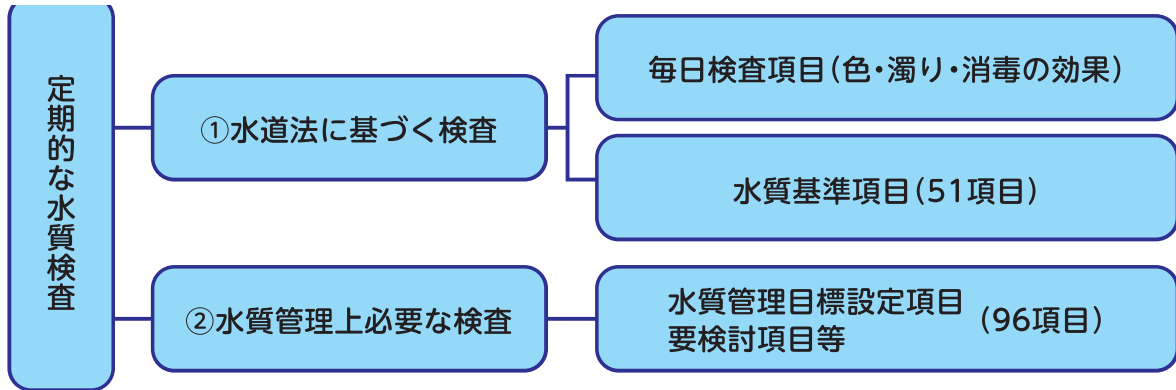 定期的な水質検査
①水道法に基づく検査
毎日検査項目(色・濁り・消毒の効果)
水質基準項目(51項目)
②水質管理上必要な検査
水質管理目標設定項目
要検討項目等
(96項目)